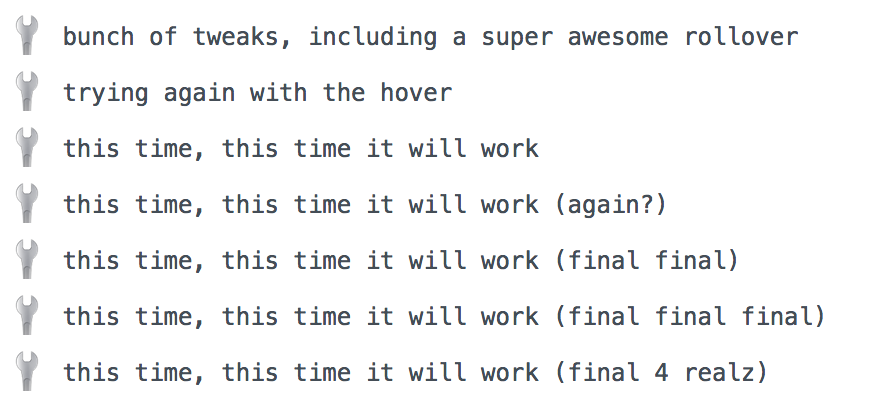 bunch of tweaks, including a super awesome rollover
trying again with the hover
this time, this time it will work
this time, this time it will work (again?)
this time, this time it will work (final final)
this time, this time it will work (final final final)
this time, this time it will work (final 4 realz)